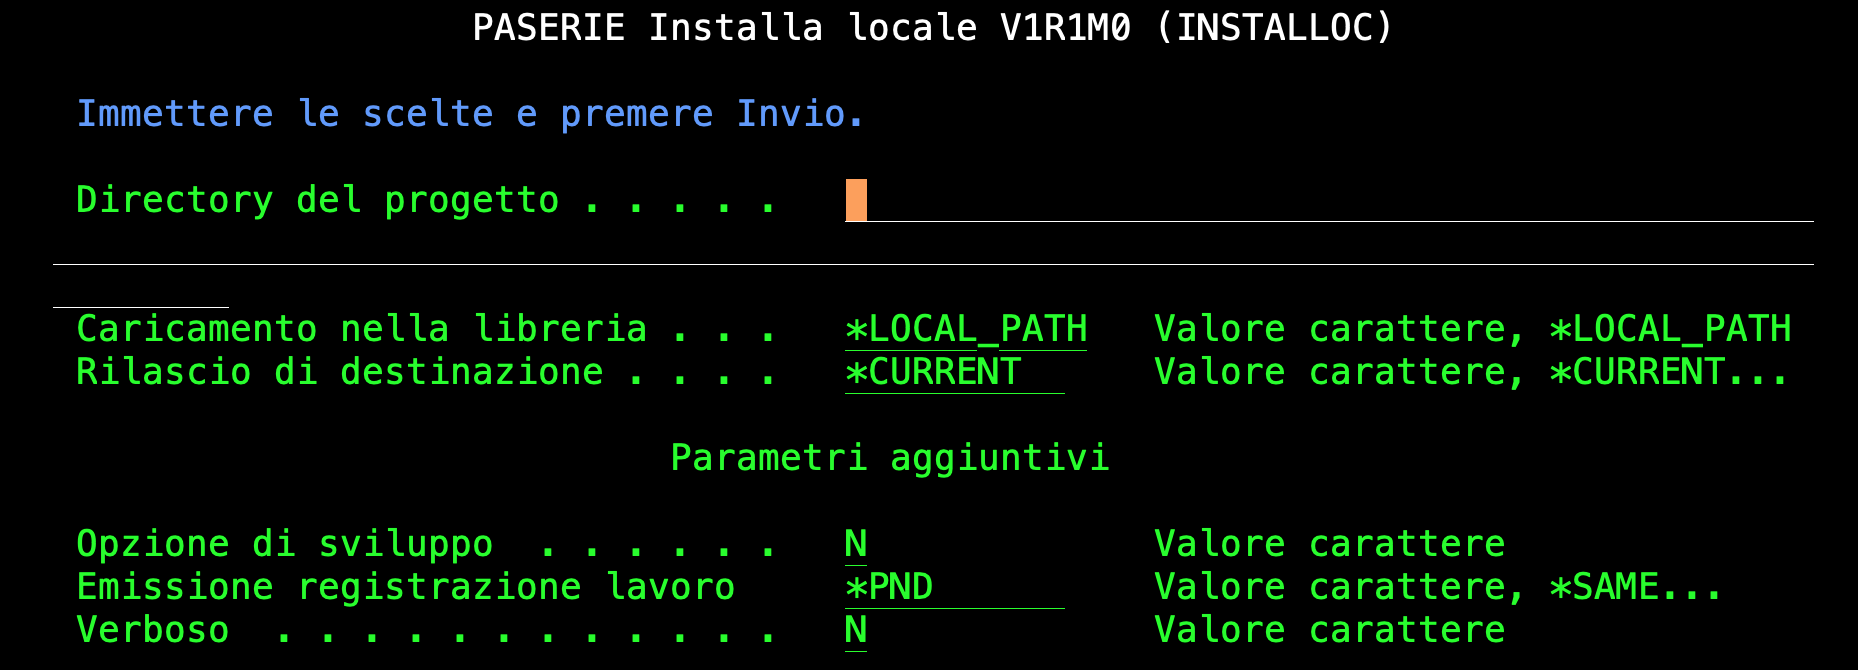 PASERIE Installa locale V1R1M0 (INSTALLOC)
Immettere le scelte e premere Invio.
Directory del progetto . . . . .
Caricamento nella libreria . . . *LOCAL_PATH Valore carattere, *LOCAL_PATH
Rilascio di destinazione . . . . *CURRENT Valore carattere, *CURRENT...
Parametri aggiuntivi
Opzione di sviluppo . . . . . . N Valore carattere
Emissione registrazione lavoro *PND Valore carattere, *SAME...
Verboso . . . . . . . . . . . . N Valore carattere